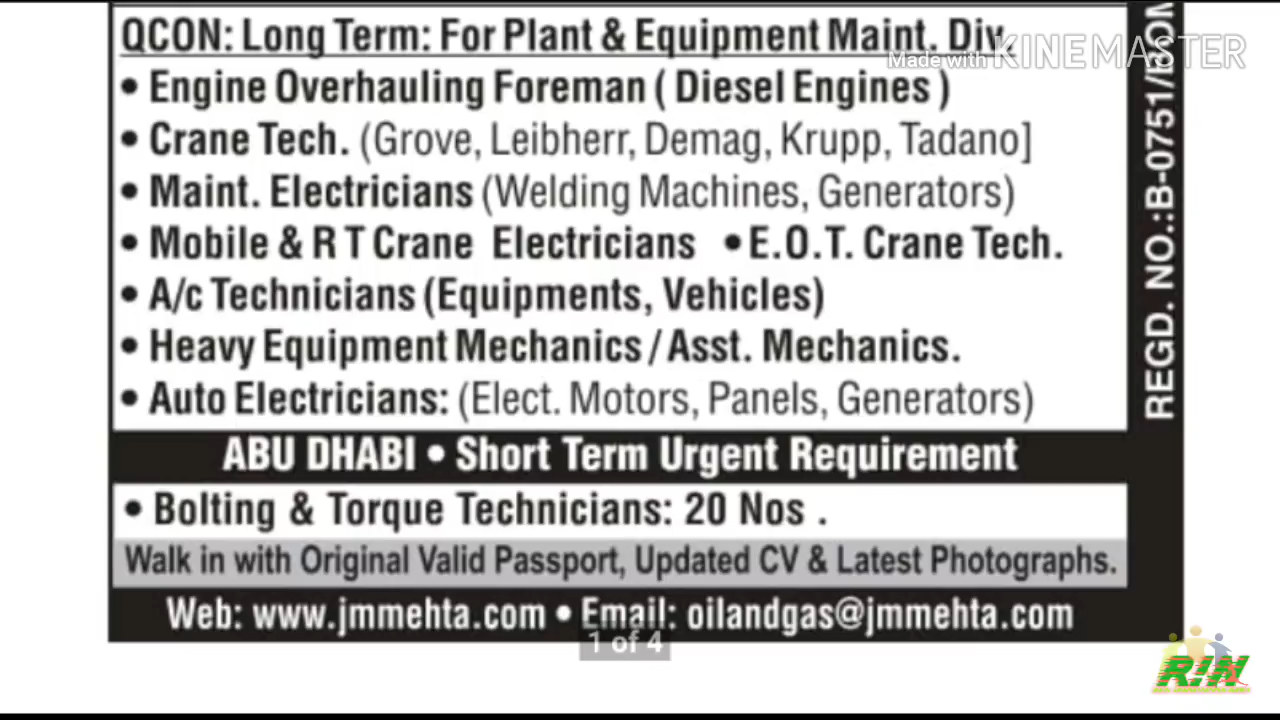 QCON: Long Term: For Plant & Equipment Maint. Div.
Made with KINEMASTER
• Engine Overhauling Foreman ( Diesel Engines )
• Crane Tech. (Grove, Leibherr, Demag, Krupp, Tadano]
• Maint. Electricians (Welding Machines, Generators)
• Mobile & R T Crane Electricians • E.O.T. Crane Tech.
• A/c Technicians (Equipments, Vehicles)
• Heavy Equipment Mechanics / Asst. Mechanics.
• Auto Electricians: (Elect. Motors, Panels, Generators)
REGD. NO.:B-0751/BOM
ABU DHABI • Short Term Urgent Requirement
• Bolting & Torque Technicians: 20 Nos .
Walk in with Original Valid Passport, Updated CV & Latest Photographs.
Web: www.jmmehta.com • Email: oilandgas@jmmehta.com
1 of 4